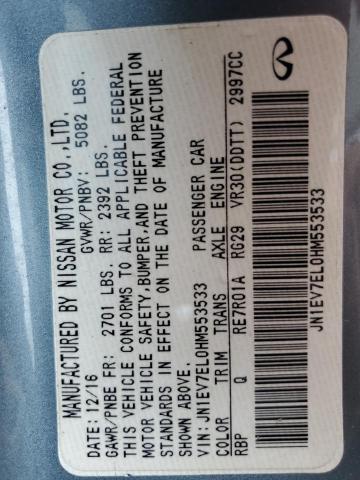 MANUFACTURED BY NISSAN MOTOR CO.,LTD.
DATE: 12/16 GVWR/PNBV: 5082 LBS.
GAWR/PNBE FR: 2701 LBS. RR: 2392 LBS.
THIS VEHICLE CONFORMS TO ALL APPLICABLE FEDERAL
MOTOR VEHICLE SAFETY,BUMPER,AND THEFT PREVENTION
STANDARDS IN EFFECT ON THE DATE OF MANUFACTURE
SHOWN ABOVE.
VIN: JN1EV7EL0HM553533 PASSENGER CAR
COLOR TRIM TRANS AXLE ENGINE
RBP Q RE7R01A RG29 VR30(DDTT) 2997CC
JN1EV7EL0HM553533